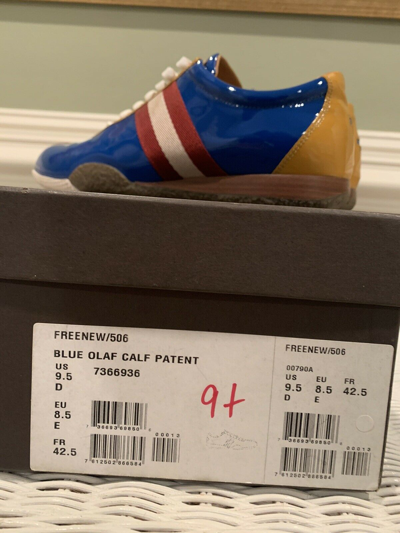 FREENEW/506
BLUE OLAF CALF PATENT
US 7366936
9.5
D
EU
8.5
E
FR
42.5
00013
9+
FREENEW/506
00790A
US EU FR
9.5 8.5 42.5
D E